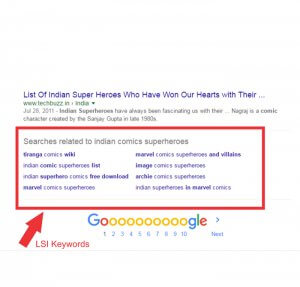 List Of Indian Super Heroes Who Have Won Our Hearts with Their ...
www.techbuzz.in › India ▼
Jul 28, 2011 - Indian Superheroes have always been fascinating us with their ... Nagraj is a comic
character created by the Sanjay Gupta in late 1980s.
Searches related to indian comics superheroes
tiranga comics wiki
marvel comics superheroes and villains
indian comic superheroes list
image comics superheroes
indian superhero comics free download
archie comics superheroes
marvel comics superheroes
indian superheroes in marvel comics
Goooooooooogle
1 2 3 4 5 6 7 8 9 10 Next
LSI Keywords